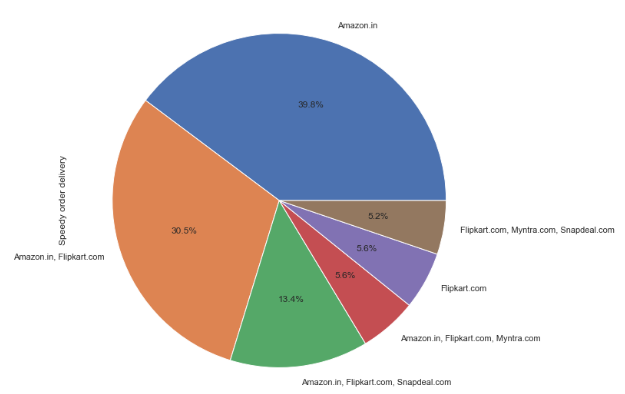 Amazon.in
39.8%
Speedy order delivery
30.5%
Amazon.in, Flipkart.com
5.2%
Flipkart.com, Myntra.com, Snapdeal.com
5.6%
Flipkart.com
5.6%
Amazon.in, Flipkart.com, Myntra.com
13.4%
Amazon.in, Flipkart.com, Snapdeal.com